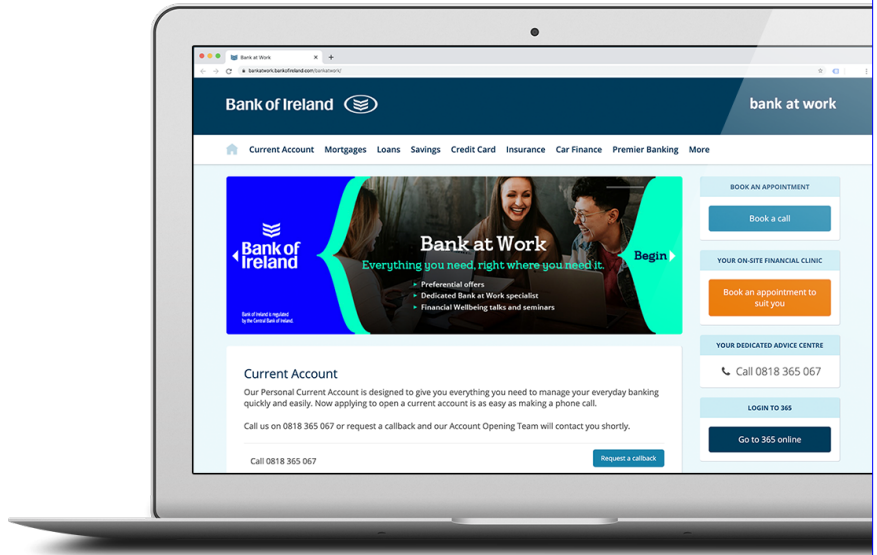 Bank at Work
bankatwork.bankofireland.com/bankatwork/
Bank of Ireland
bank at work
Current Account Mortgages Loans Savings Credit Card Insurance Car Finance Premier Banking More
Bank of
Ireland
Bank of Ireland is regulated
by the Central Bank of Ireland.
Bank at Work
Everything you need, right where you need it.
Preferential offers
Dedicated Bank at Work specialist
Financial Wellbeing talks and seminars
Begin
BOOK AN APPOINTMENT
Book a call
YOUR ON-SITE FINANCIAL CLINIC
Book an appointment to
suit you
YOUR DEDICATED ADVICE CENTRE
Call 0818 365 067
LOGIN TO 365
Go to 365 online
Current Account
Our Personal Current Account is designed to give you everything you need to manage your everyday banking
quickly and easily. Now applying to open a current account is as easy as making a phone call.
Call us on 0818 365 067 or request a callback and our Account Opening Team will contact you shortly.
Call 0818 365 067
Request a callback